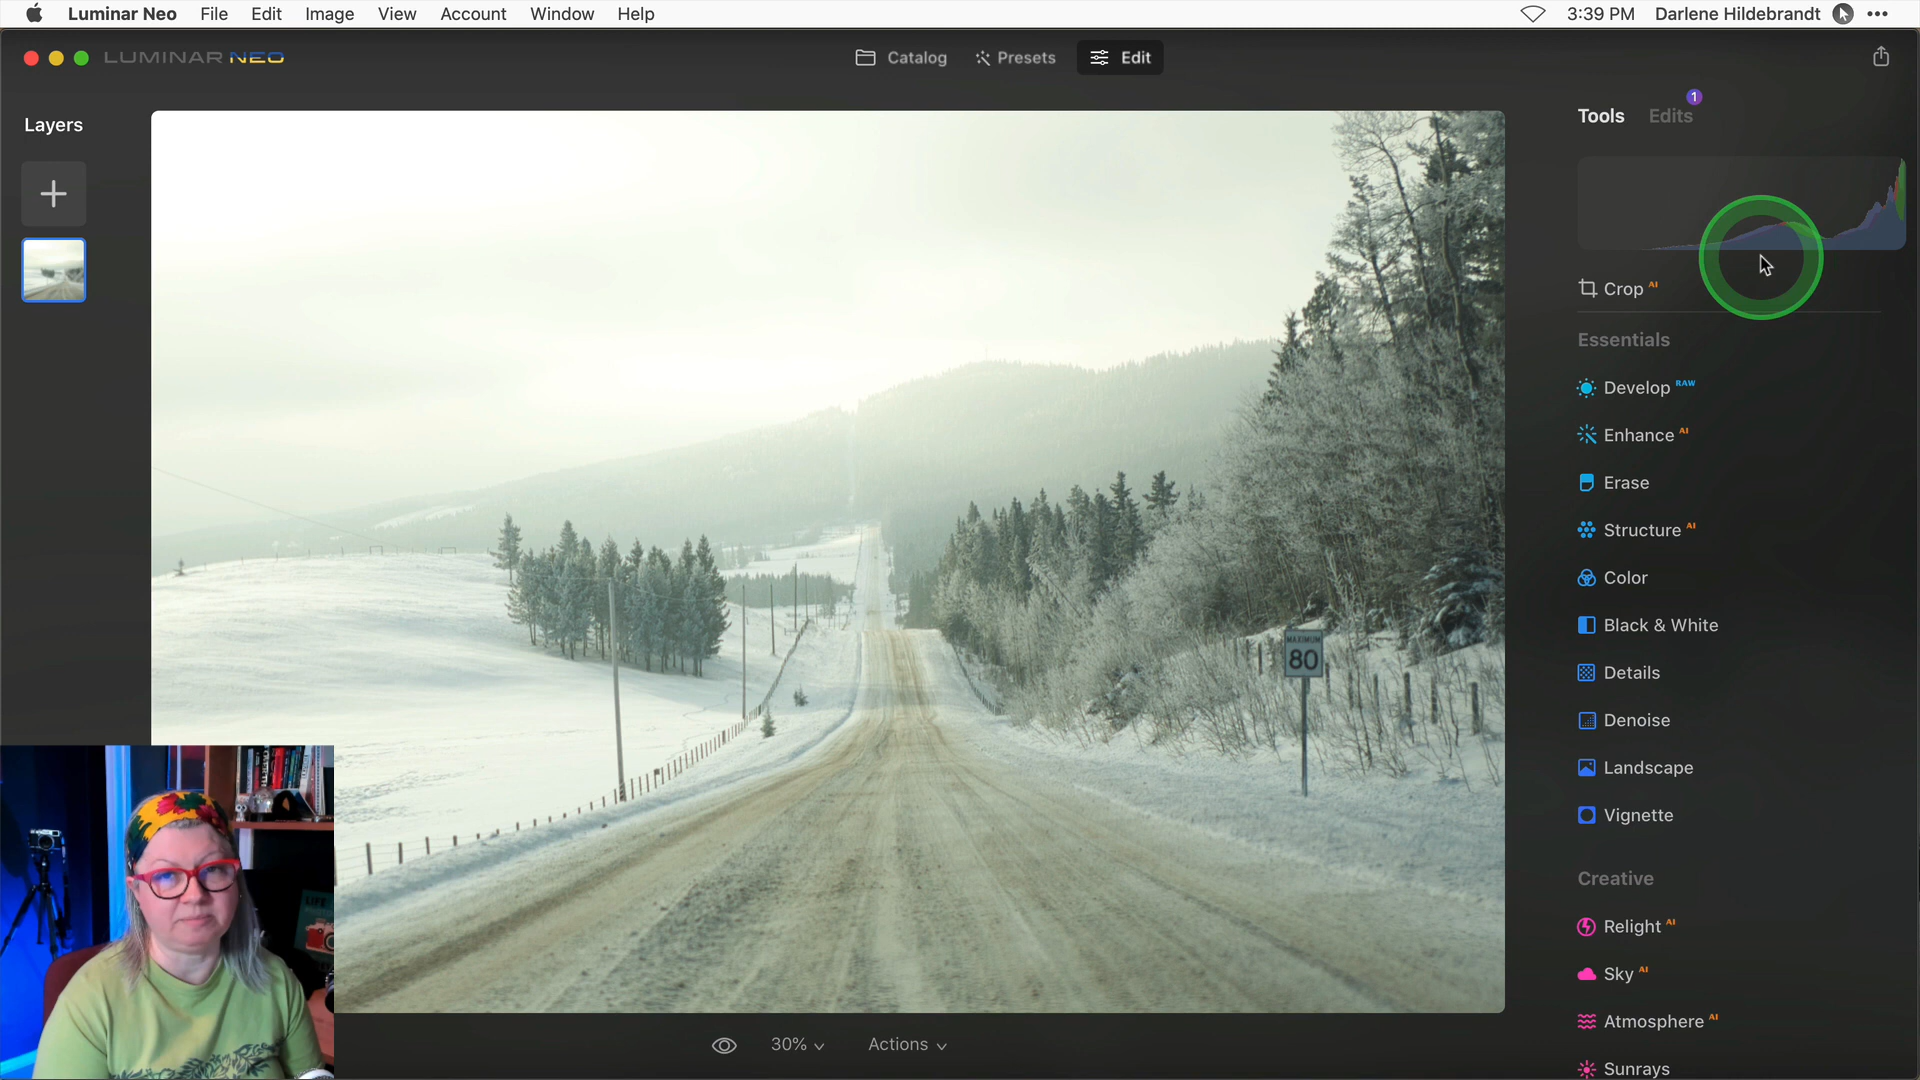 Luminar Neo File Edit Image View Account Window Help 3:39 PM Darlene Hildebrandt
LUMINAR NEO Catalog Presets Edit
Layers
Tools Edits 1
Crop AI
Essentials
Develop RAW
Enhance AI
Erase
Structure AI
Color
Black & White
Details
Denoise
Landscape
Vignette
Creative
Relight AI
Sky AI
Atmosphere AI
Sunrays
MAXIMUM
80
LIFE
30% Actions